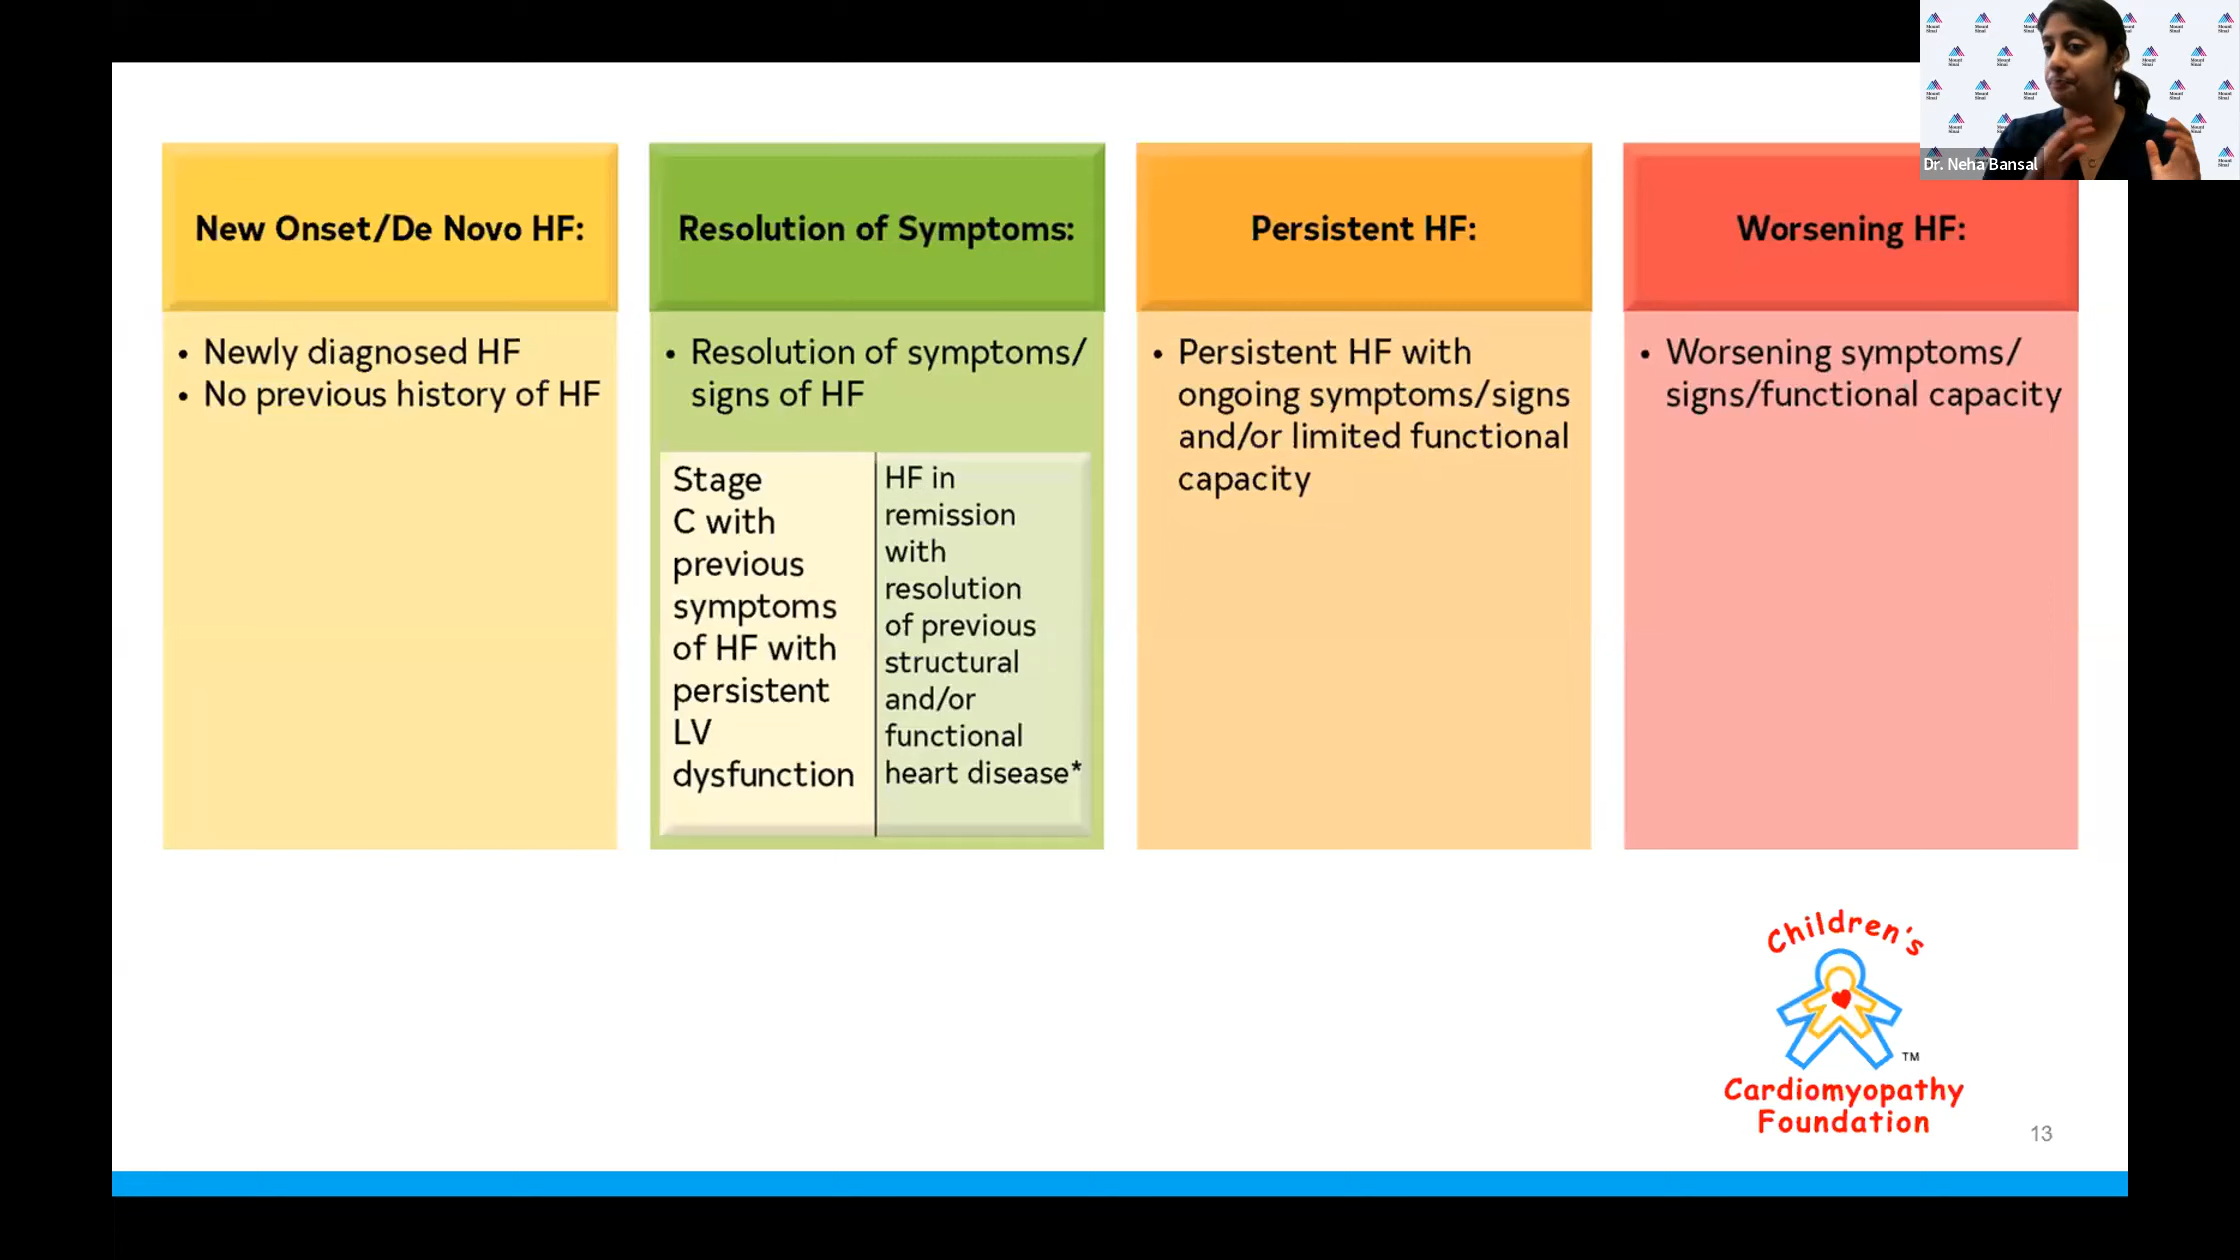 New Onset/De Novo HF:
• Newly diagnosed HF
• No previous history of HF
Resolution of Symptoms:
• Resolution of symptoms/
signs of HF
Stage
C with
previous
symptoms
of HF with
persistent
LV
dysfunction
HF in
remission
with
resolution
of previous
structural
and/or
functional
heart disease*
Persistent HF:
• Persistent HF with
ongoing symptoms/signs
and/or limited functional
capacity
Worsening HF:
• Worsening symptoms/
signs/functional capacity
Mount
Sinai
Dr. Neha Bansal
Children's
Cardiomyopathy
Foundation
TM
13